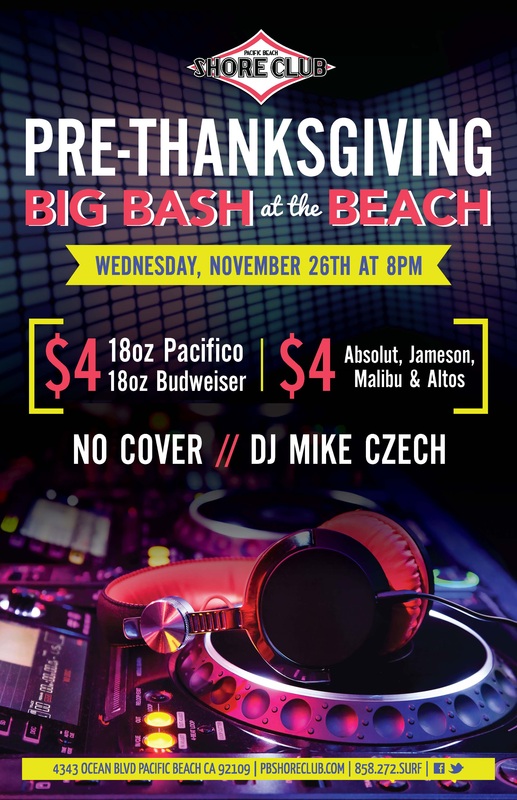 PACIFIC BEACH
SHORE CLUB
PRE-THANKSGIVING
BIG BASH at the BEACH
WEDNESDAY, NOVEMBER 26TH AT 8PM
$4 18oz Pacifico
18oz Budweiser
$4 Absolut, Jameson,
Malibu & Altos
NO COVER // DJ MIKE CZECH
4343 OCEAN BLVD PACIFIC BEACH CA 92109 | PBSHORECLUB.COM | 858.272.SURF |